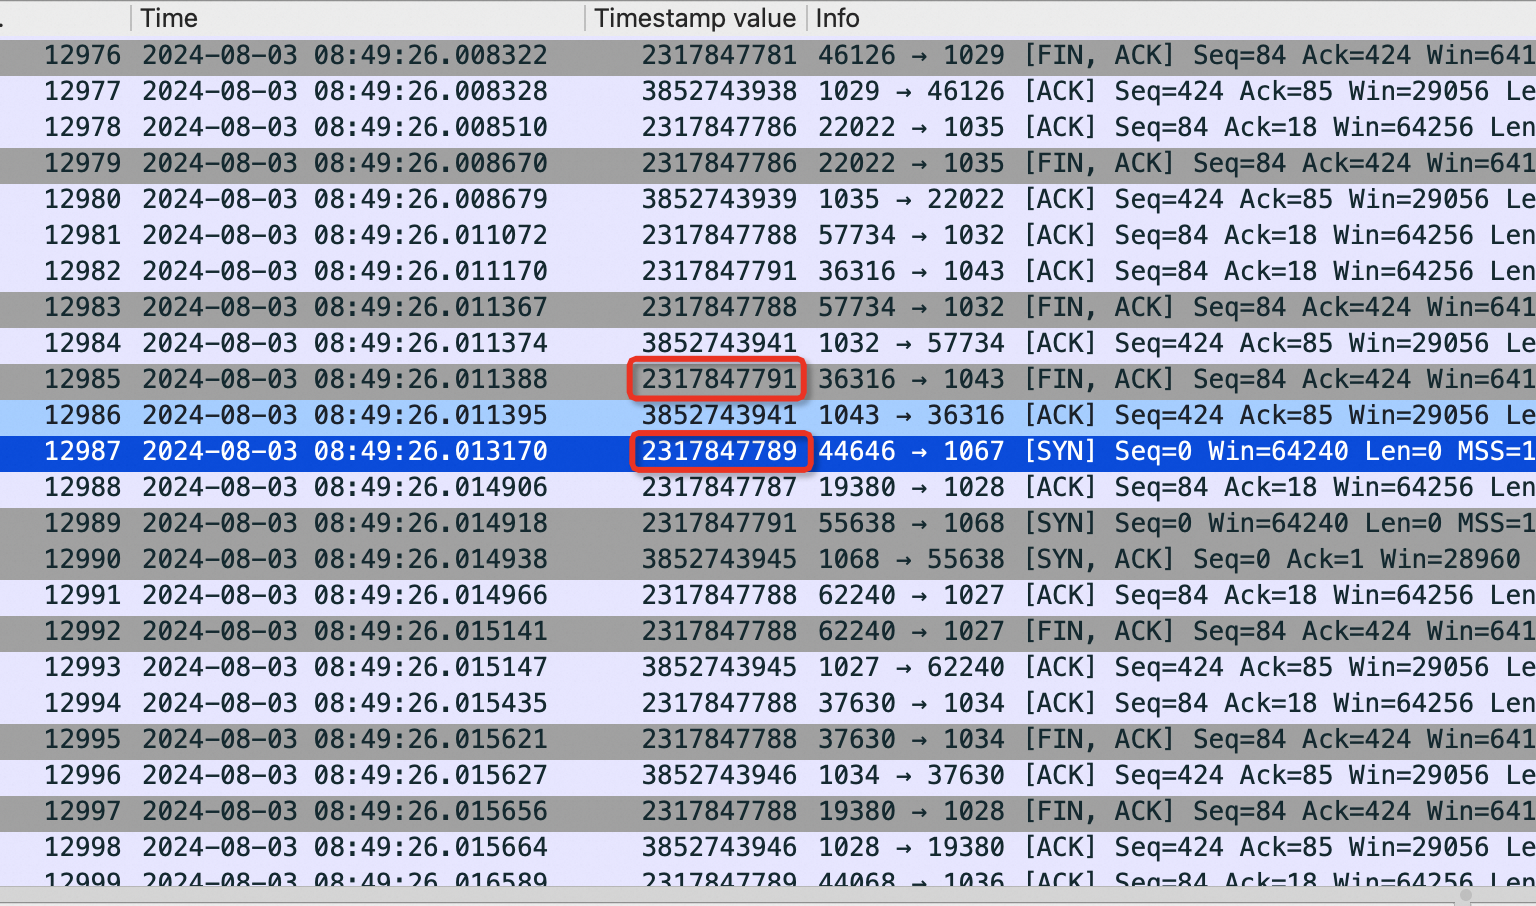 . Time Timestamp value Info
12976 2024-08-03 08:49:26.008322 2317847781 46126 → 1029 [FIN, ACK] Seq=84 Ack=424 Win=641
12977 2024-08-03 08:49:26.008328 3852743938 1029 → 46126 [ACK] Seq=424 Ack=85 Win=29056 Le
12978 2024-08-03 08:49:26.008510 2317847786 22022 → 1035 [ACK] Seq=84 Ack=18 Win=64256 Len
12979 2024-08-03 08:49:26.008670 2317847786 22022 → 1035 [FIN, ACK] Seq=84 Ack=424 Win=641
12980 2024-08-03 08:49:26.008679 3852743939 1035 → 22022 [ACK] Seq=424 Ack=85 Win=29056 Le
12981 2024-08-03 08:49:26.011072 2317847788 57734 → 1032 [ACK] Seq=84 Ack=18 Win=64256 Len
12982 2024-08-03 08:49:26.011170 2317847791 36316 → 1043 [ACK] Seq=84 Ack=18 Win=64256 Len
12983 2024-08-03 08:49:26.011367 2317847788 57734 → 1032 [FIN, ACK] Seq=84 Ack=424 Win=641
12984 2024-08-03 08:49:26.011374 3852743941 1032 → 57734 [ACK] Seq=424 Ack=85 Win=29056 Le
12985 2024-08-03 08:49:26.011388 2317847791 36316 → 1043 [FIN, ACK] Seq=84 Ack=424 Win=641
12986 2024-08-03 08:49:26.011395 3852743941 1043 → 36316 [ACK] Seq=424 Ack=85 Win=29056 Le
12987 2024-08-03 08:49:26.013170 2317847789 44646 → 1067 [SYN] Seq=0 Win=64240 Len=0 MSS=1
12988 2024-08-03 08:49:26.014906 2317847787 19380 → 1028 [ACK] Seq=84 Ack=18 Win=64256 Len
12989 2024-08-03 08:49:26.014918 2317847791 55638 → 1068 [SYN] Seq=0 Win=64240 Len=0 MSS=1
12990 2024-08-03 08:49:26.014938 3852743945 1068 → 55638 [SYN, ACK] Seq=0 Ack=1 Win=28960
12991 2024-08-03 08:49:26.014966 2317847788 62240 → 1027 [ACK] Seq=84 Ack=18 Win=64256 Len
12992 2024-08-03 08:49:26.015141 2317847788 62240 → 1027 [FIN, ACK] Seq=84 Ack=424 Win=641
12993 2024-08-03 08:49:26.015147 3852743945 1027 → 62240 [ACK] Seq=424 Ack=85 Win=29056 Le
12994 2024-08-03 08:49:26.015435 2317847788 37630 → 1034 [ACK] Seq=84 Ack=18 Win=64256 Len
12995 2024-08-03 08:49:26.015621 2317847788 37630 → 1034 [FIN, ACK] Seq=84 Ack=424 Win=641
12996 2024-08-03 08:49:26.015627 3852743946 1034 → 37630 [ACK] Seq=424 Ack=85 Win=29056 Le
12997 2024-08-03 08:49:26.015656 2317847788 19380 → 1028 [FIN, ACK] Seq=84 Ack=424 Win=641
12998 2024-08-03 08:49:26.015664 3852743946 1028 → 19380 [ACK] Seq=424 Ack=85 Win=29056 Le
12999 2024-08-03 08:49:26.016589 2317847789 44068 → 1036 [ACK] Seq=84 Ack=18 Win=64256 Len